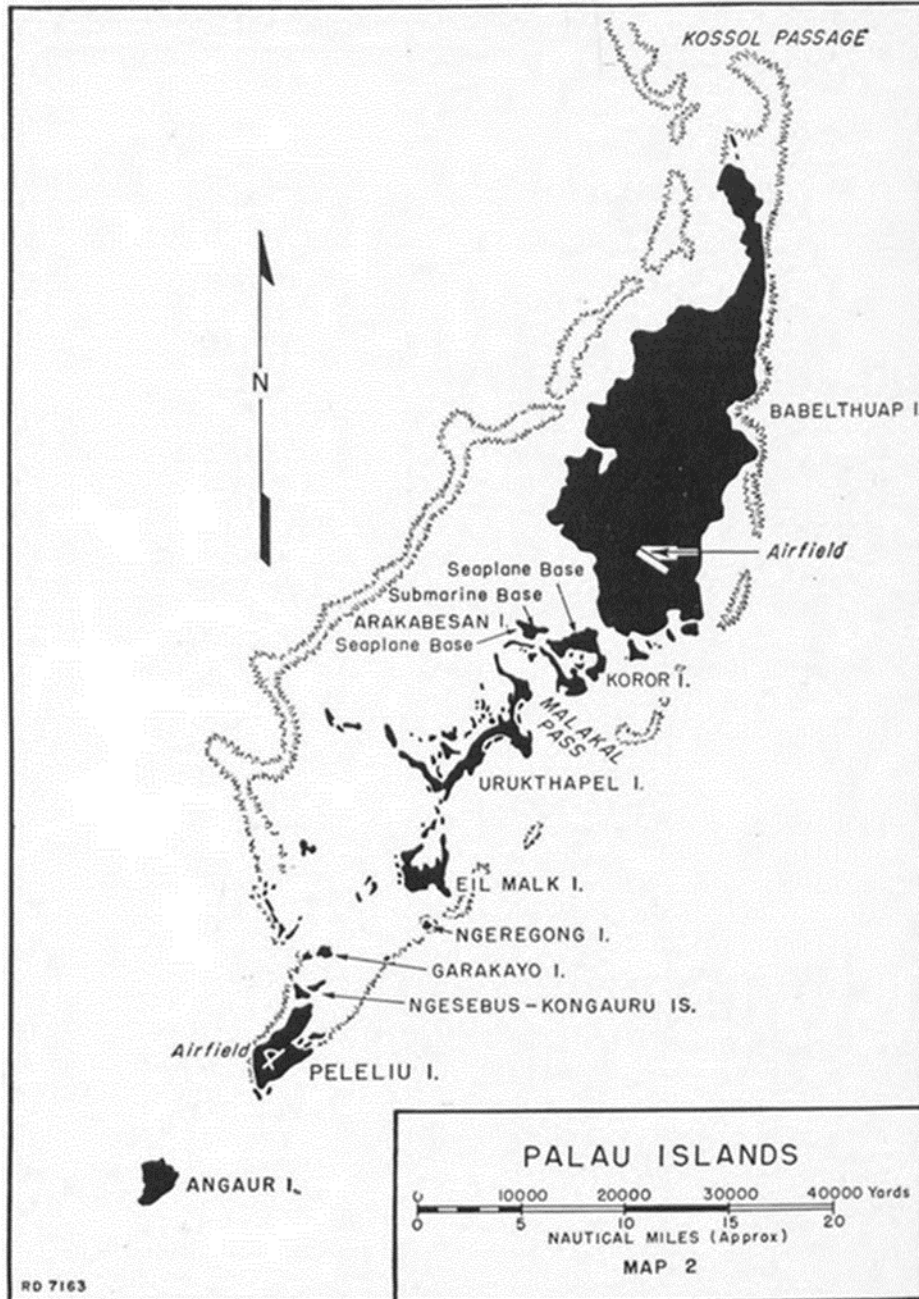 KOSSOL PASSAGE
N
BABELTHUAP I.
Airfield
Seaplane Base
Submarine Base
ARAKABESAN I.
Seaplane Base
KOROR I.
MALAKAL
PASS
URUKTHAPEL I.
EIL MALK I.
NGEREGONG I.
GARAKAYO I.
NGESEBUS-KONGAURU IS.
Airfield
PELELIU I.
ANGAUR I.
PALAU ISLANDS
0 10000 20000 30000 40000 Yards
0 5 10 15 20
NAUTICAL MILES (Approx)
MAP 2
RD 7163